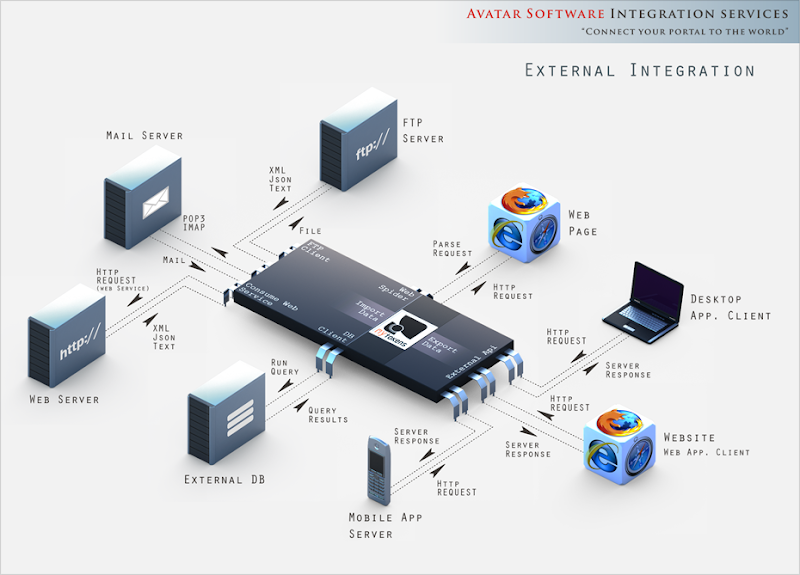 AVATAR SOFTWARE INTEGRATION SERVICES
"CONNECT YOUR PORTAL TO THE WORLD"
EXTERNAL INTEGRATION
FTP
SERVER
ftp://
MAIL SERVER
XML
JSON
TEXT
FILE
POP3
IMAP
MAIL
WEB
PAGE
PARSE
REQUEST
HTTP
REQUEST
HTTP
REQUEST
(WEB SERVICE)
XML
JSON
TEXT
http://
WEB SERVER
FTP
Client
Consume Web
Service
Web
Spider
Import
Data
DB
Client
My
Tokens
Export
Data
External Api
DESKTOP
APP. CLIENT
HTTP
REQUEST
SERVER
RESPONSE
RUN
QUERY
QUERY
RESULTS
EXTERNAL DB
SERVER
RESPONSE
HTTP
REQUEST
MOBILE APP
SERVER
HTTP
REQUEST
SERVER
RESPONSE
WEBSITE
WEB APP. CLIENT